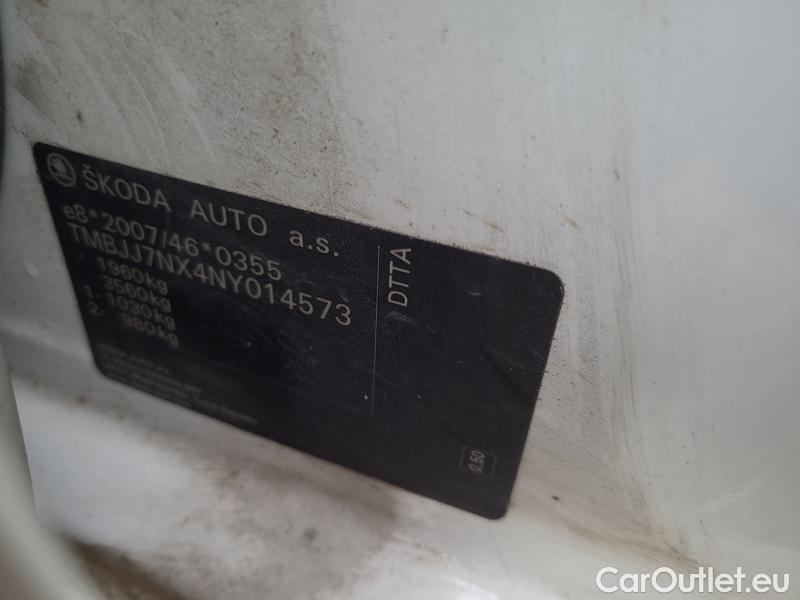 ŠKODA AUTO a.s.
e8*2007/46*0355
TMBJJ7NX4NY014573
1960kg
3560kg
1- 1030kg
2- 980kg
DTTA
0,50
CarOutlet.eu